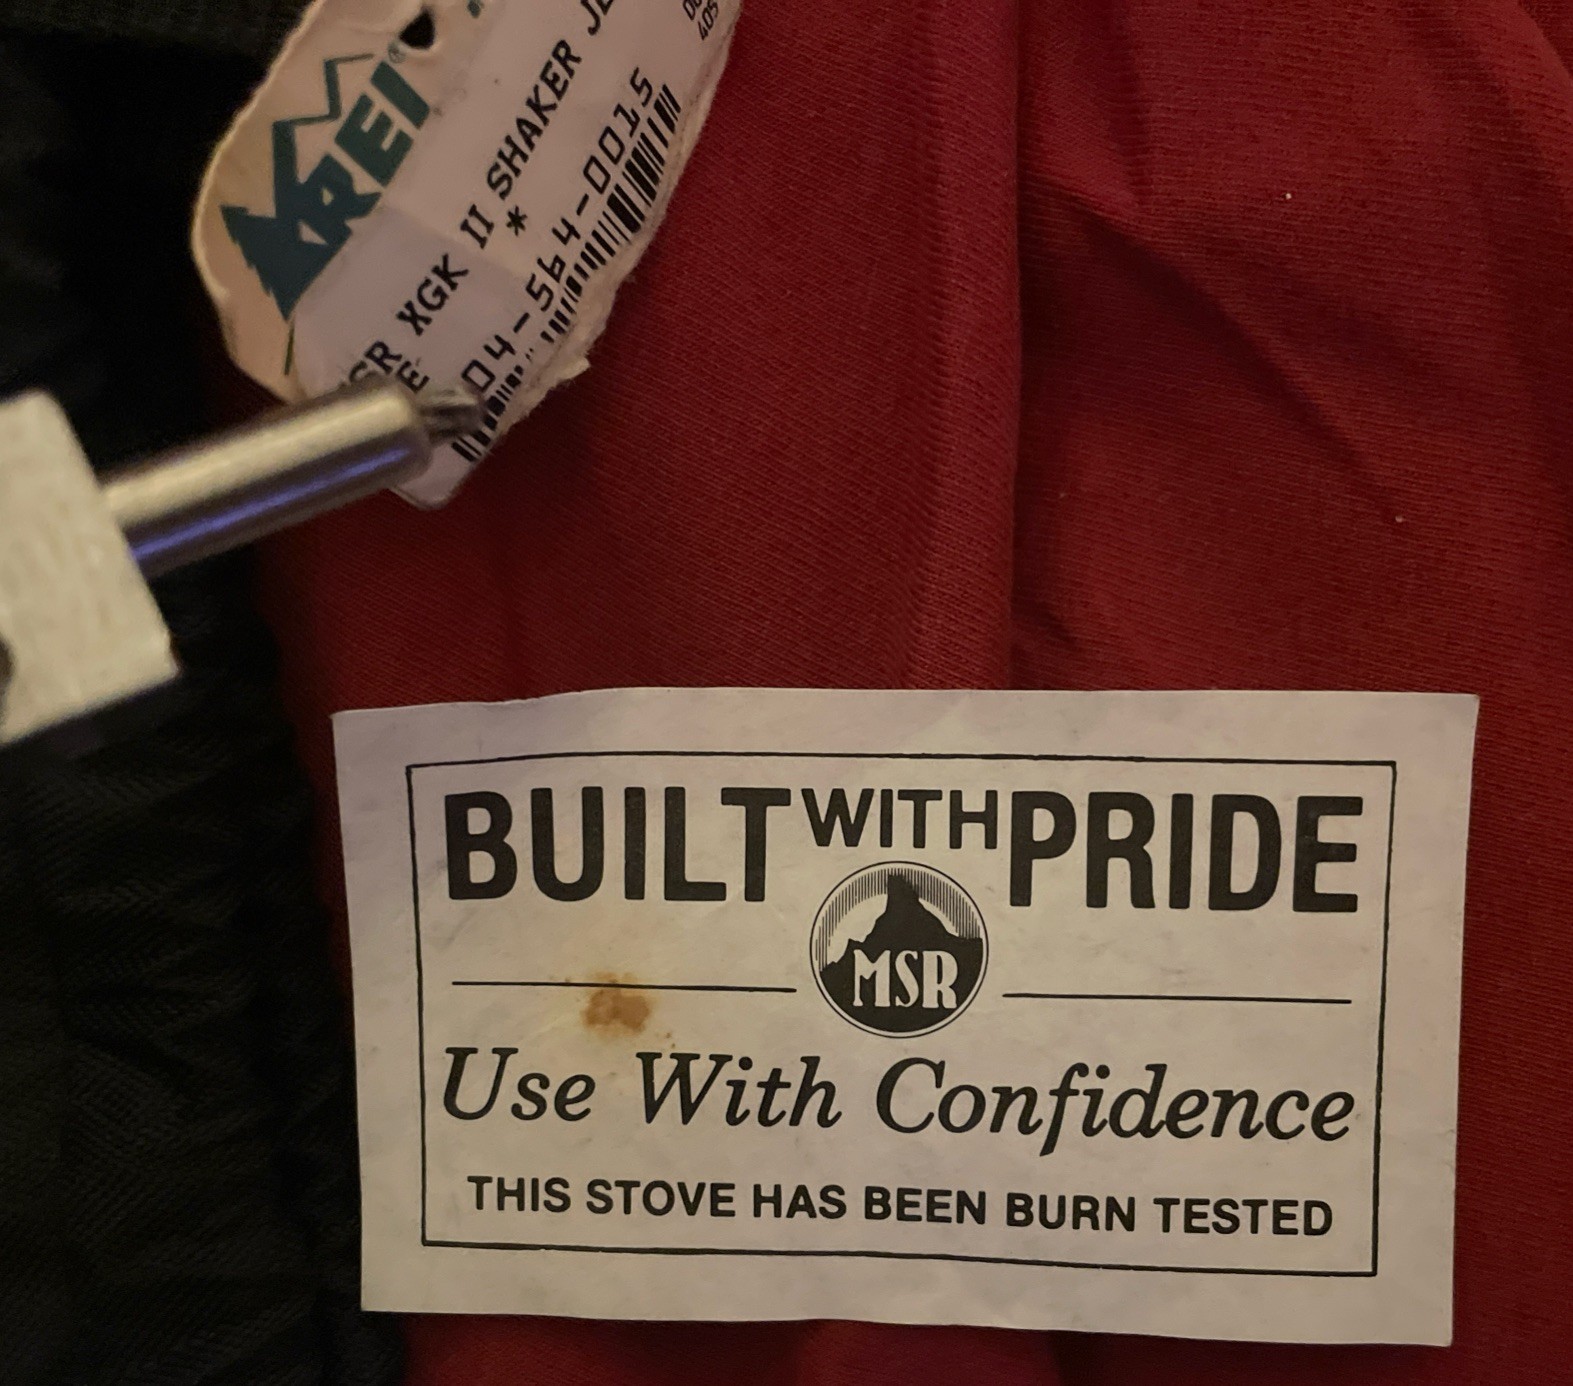 REI®
SR XGK II SHAKER JE
E *
04-564-0015
BUILT WITH PRIDE
MSR
Use With Confidence
THIS STOVE HAS BEEN BURN TESTED